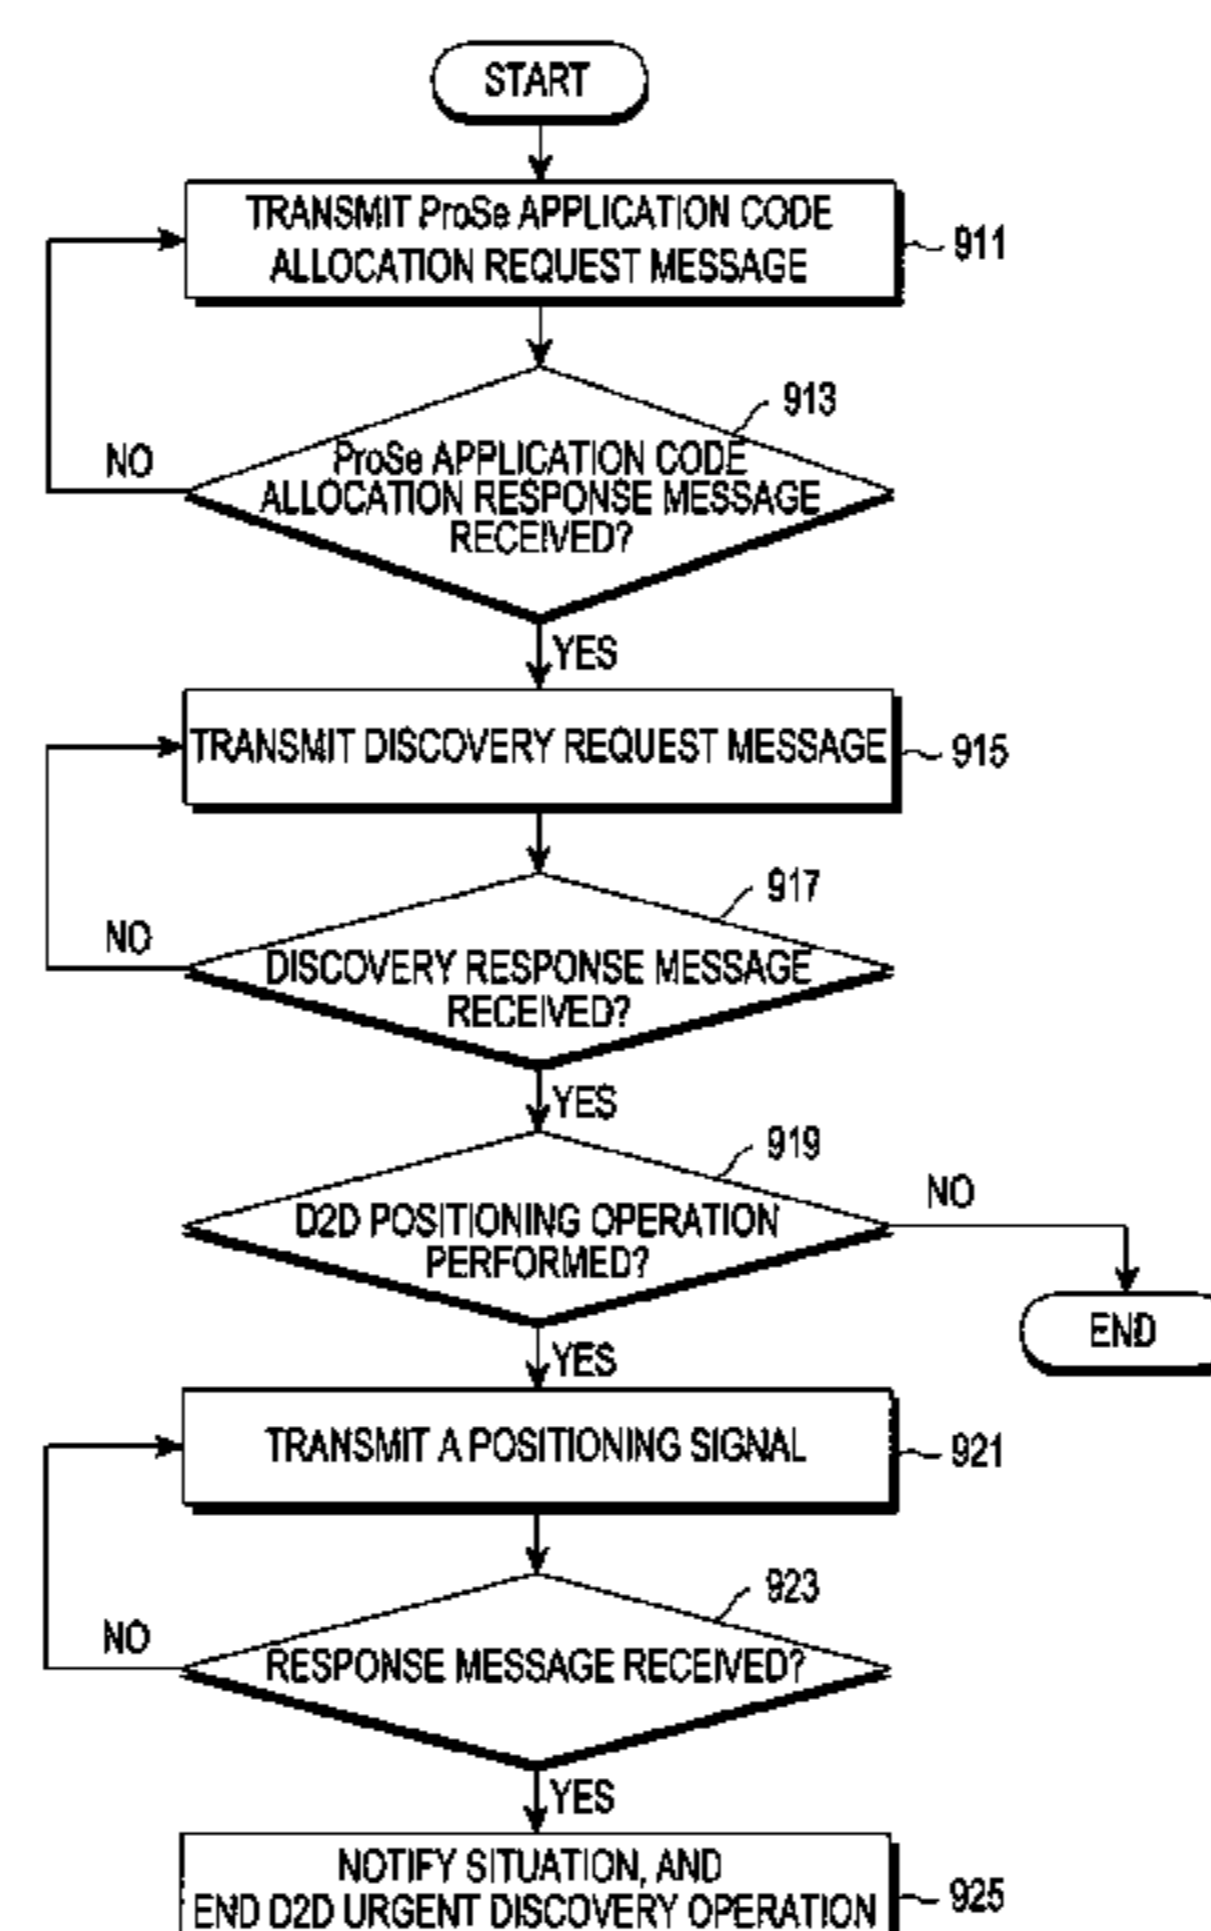 START
TRANSMIT ProSe APPLICATION CODE
ALLOCATION REQUEST MESSAGE
911
913
ProSe APPLICATION CODE
ALLOCATION RESPONSE MESSAGE
RECEIVED?
NO
YES
TRANSMIT DISCOVERY REQUEST MESSAGE
915
917
DISCOVERY RESPONSE MESSAGE
RECEIVED?
NO
YES
919
D2D POSITIONING OPERATION
PERFORMED?
NO
END
YES
TRANSMIT A POSITIONING SIGNAL
921
923
RESPONSE MESSAGE RECEIVED?
NO
YES
NOTIFY SITUATION, AND
END D2D URGENT DISCOVERY OPERATION
925